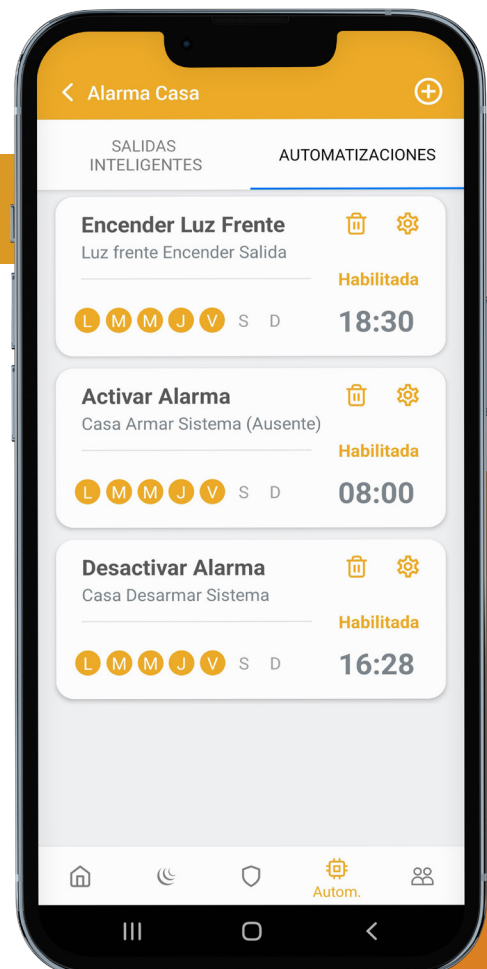 Alarma Casa
SALIDAS
INTELIGENTES
AUTOMATIZACIONES
Encender Luz Frente
Luz frente Encender Salida
Habilitada
L M M J V S D
18:30
Activar Alarma
Casa Armar Sistema (Ausente)
Habilitada
L M M J V S D
08:00
Desactivar Alarma
Casa Desarmar Sistema
Habilitada
L M M J V S D
16:28
Autom.